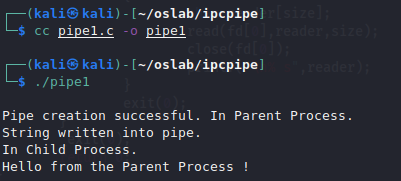 ┌──(kali㉿kali)-[~/oslab/ipcpipe]
└─$ cc pipe1.c -o pipe1
┌──(kali㉿kali)-[~/oslab/ipcpipe]
└─$ ./pipe1
Pipe creation successful. In Parent Process.
String written into pipe.
In Child Process.
Hello from the Parent Process !